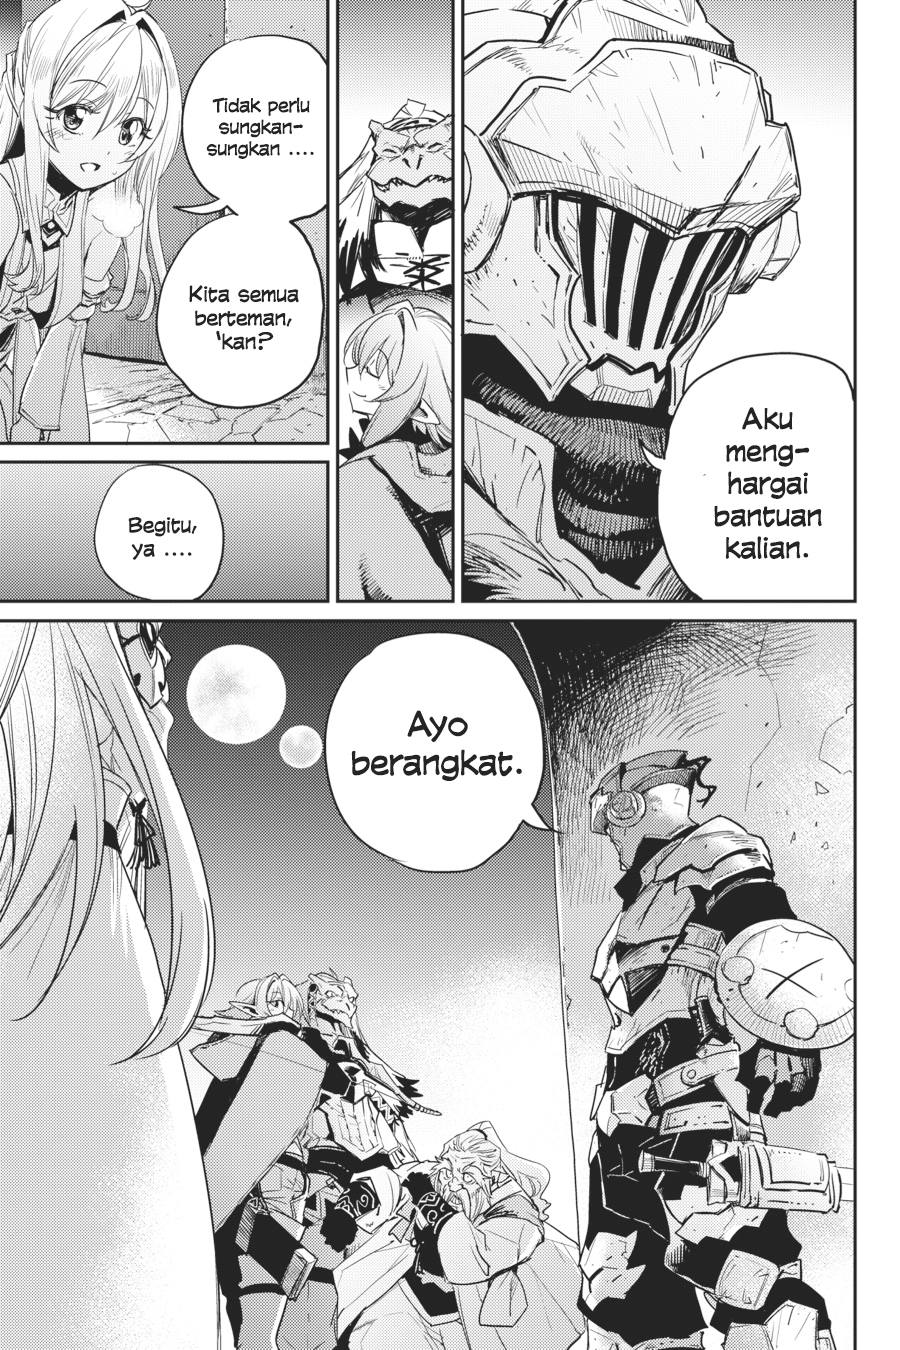 Aku
meng-
hargai
bantuan
kalian.
Tidak perlu
sungkan-
sungkan ....
Kita semua
berteman,
'kan?
Begitu,
ya ....
Ayo
berangkat.